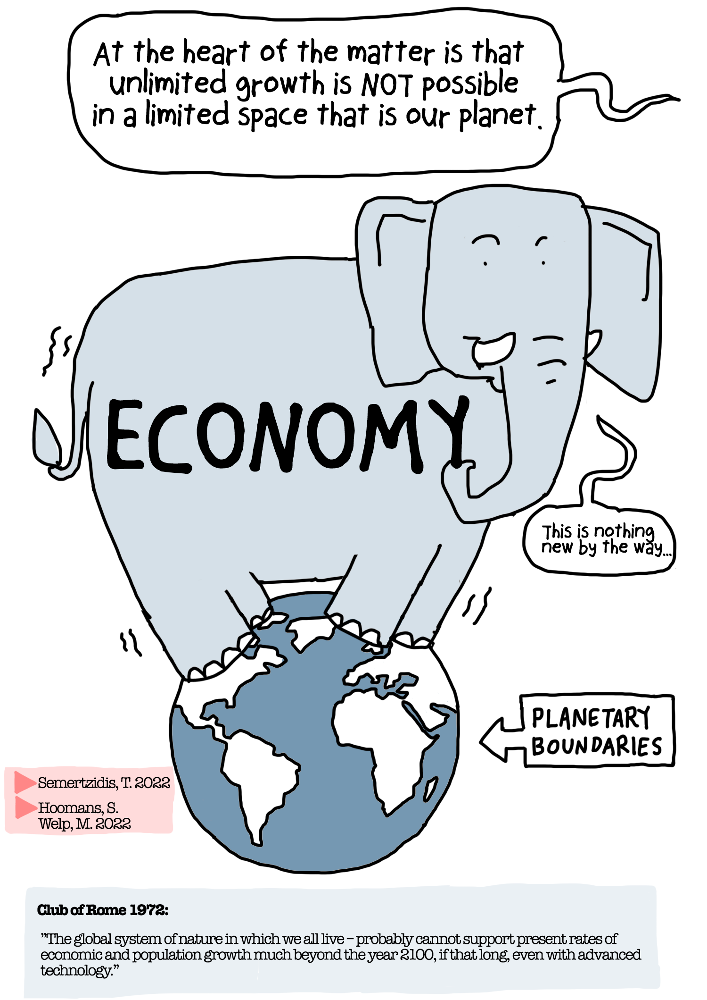 At the heart of the matter is that
unlimited growth is NOT possible
in a limited space that is our planet.
ECONOMY
This is nothing
new by the way...
PLANETARY
BOUNDARIES
Semertzidis, T. 2022
Hoomans, S.
Welp, M. 2022
Club of Rome 1972:
”The global system of nature in which we all live – probably cannot support present rates of
economic and population growth much beyond the year 2100, if that long, even with advanced
technology.”